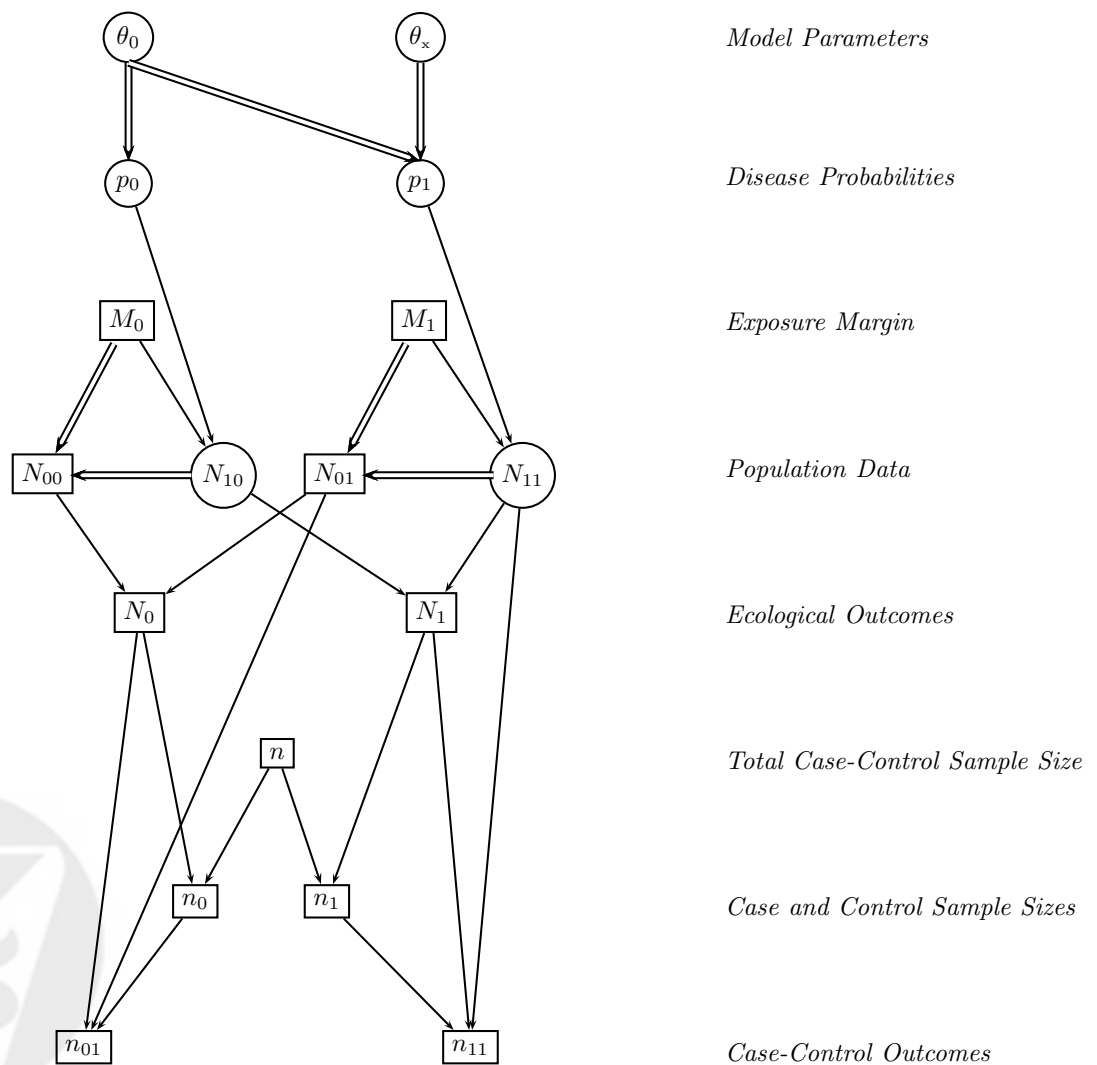 θ₀ θₓ Model Parameters
p₀ p₁ Disease Probabilities
M₀ M₁ Exposure Margin
N₀₀ N₁₀ N₀₁ N₁₁ Population Data
N₀ N₁ Ecological Outcomes
n Total Case-Control Sample Size
n₀ n₁ Case and Control Sample Sizes
n₀₁ n₁₁ Case-Control Outcomes